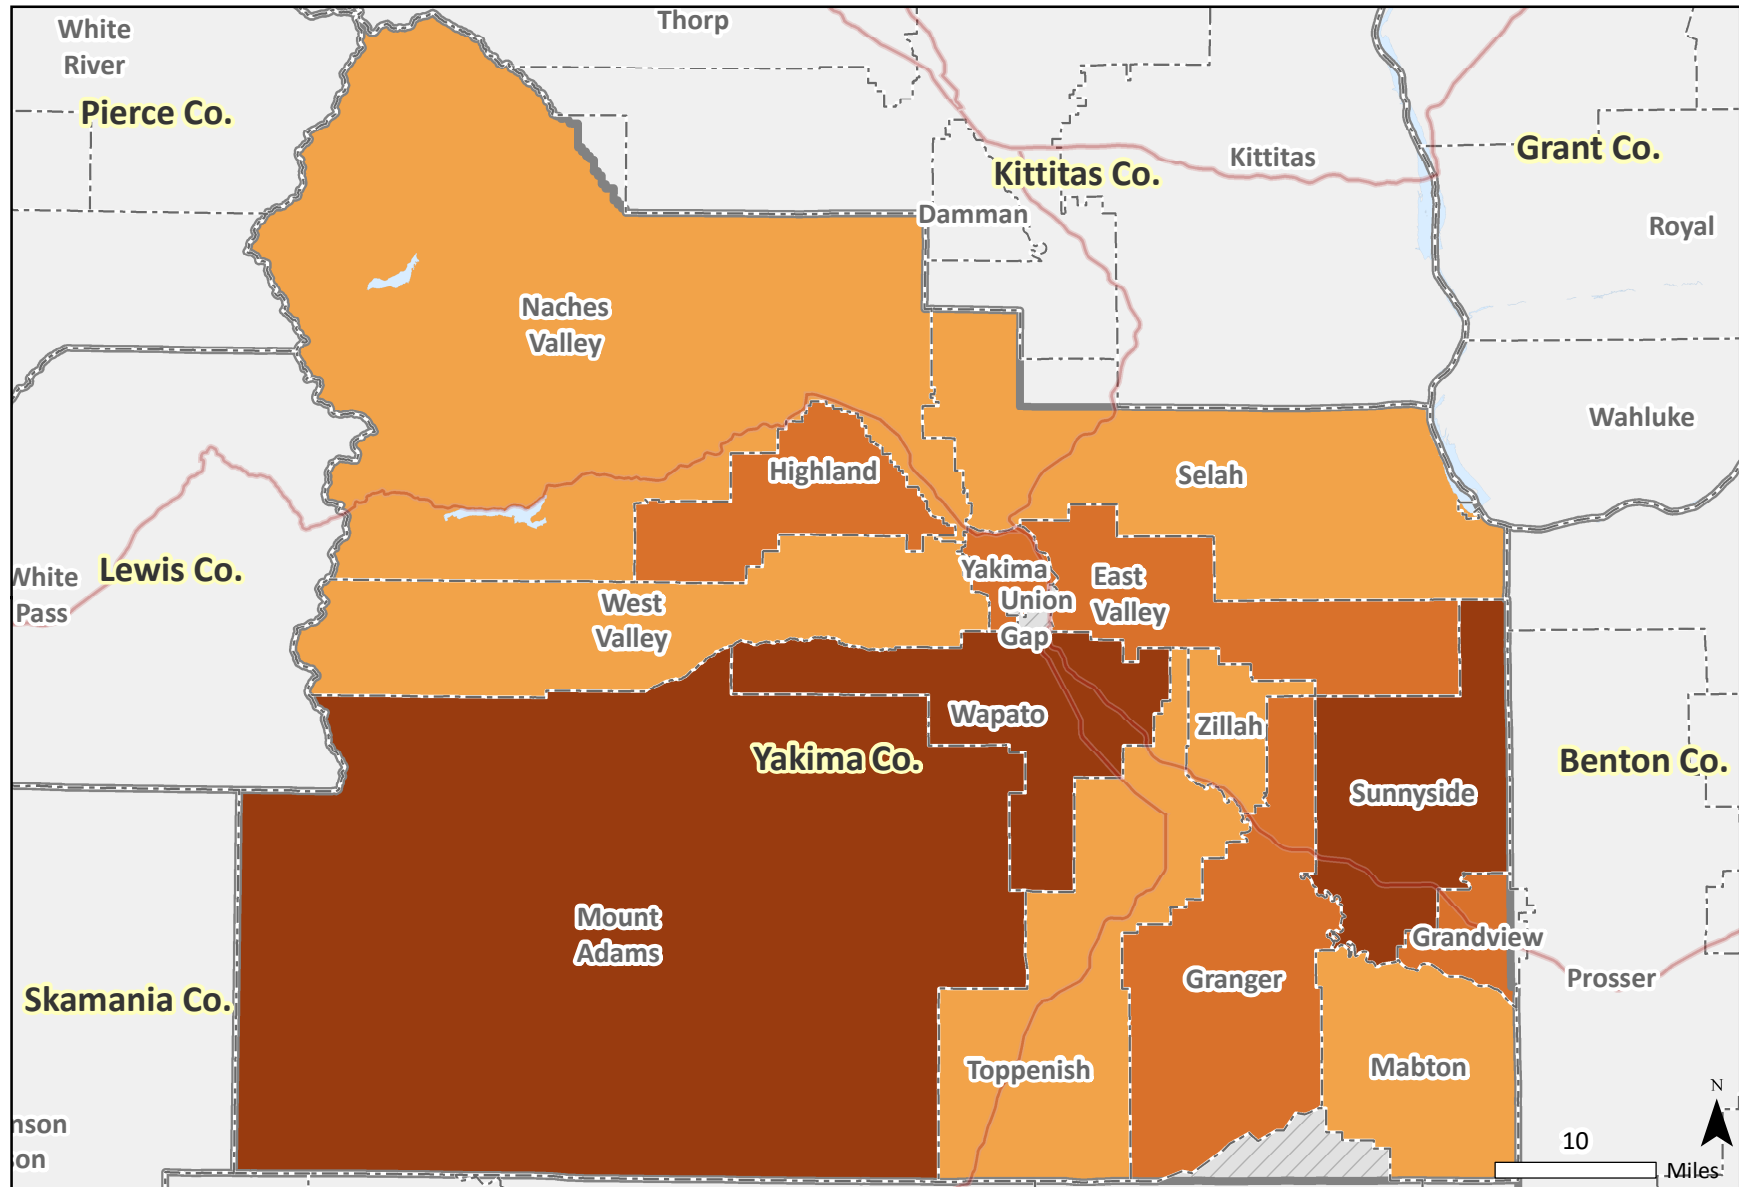 White
River
Thorp
Pierce Co.
Kittitas
Grant Co.
Kittitas Co.
Damman
Royal
Naches
Valley
Wahluke
Highland
Selah
White
Pass
Lewis Co.
Yakima
East
Valley
West
Valley
Union
Gap
Wapato
Zillah
Yakima Co.
Benton Co.
Sunnyside
Mount
Adams
Grandview
Granger
Prosser
Skamania Co.
Toppenish
Mabton
nson
son
N
10
Miles